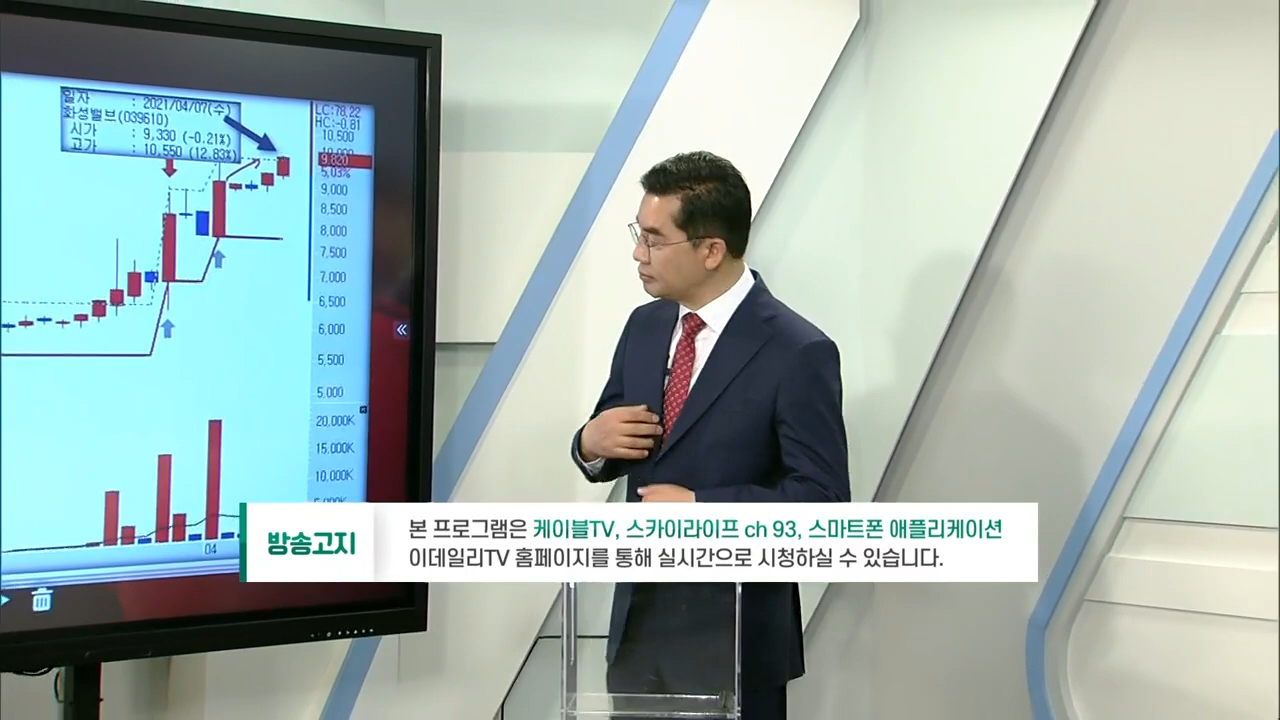 일자 : 2021/04/07(수)
화성밸브(039610)
시가 : 9,330 (-0.21%)
고가 : 10,550 (12.83%)
LC:78.22
HC:-0.81
10,500
9,820
5.03%
9,000
8,500
8,000
7,500
7,000
6,500
6,000
5,500
5,000
20,000K
15,000K
10,000K
04
방송고지
본 프로그램은 케이블TV, 스카이라이프 ch 93, 스마트폰 애플리케이션
이데일리TV 홈페이지를 통해 실시간으로 시청하실 수 있습니다.